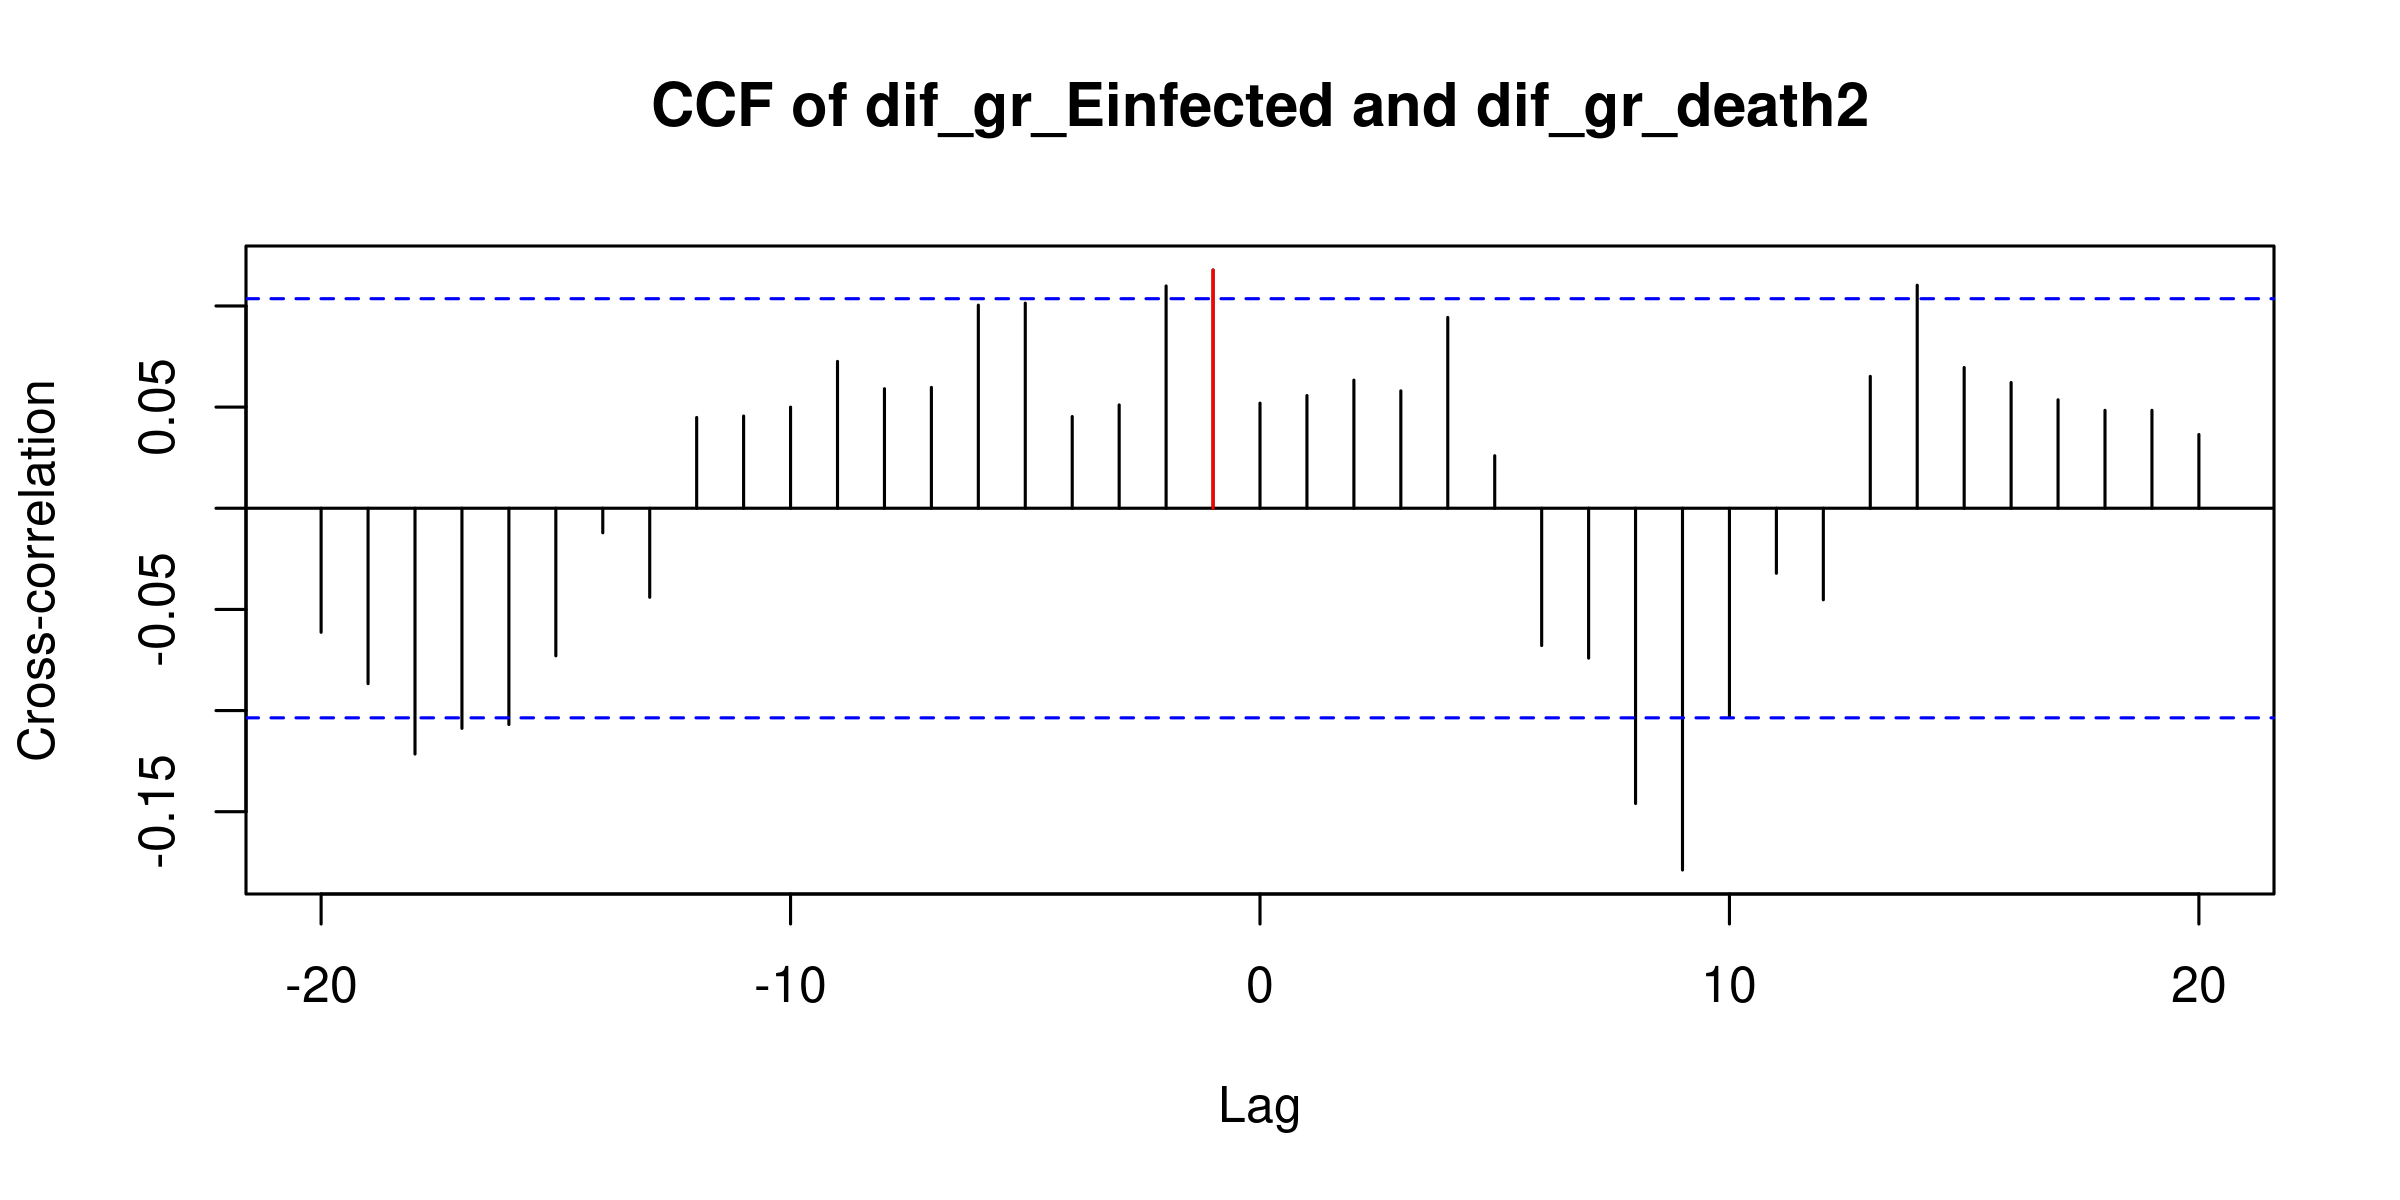 CCF of dif_gr_Einfected and dif_gr_death2
Cross-correlation
0.05
-0.05
-0.15
-20 -10 0 10 20
Lag